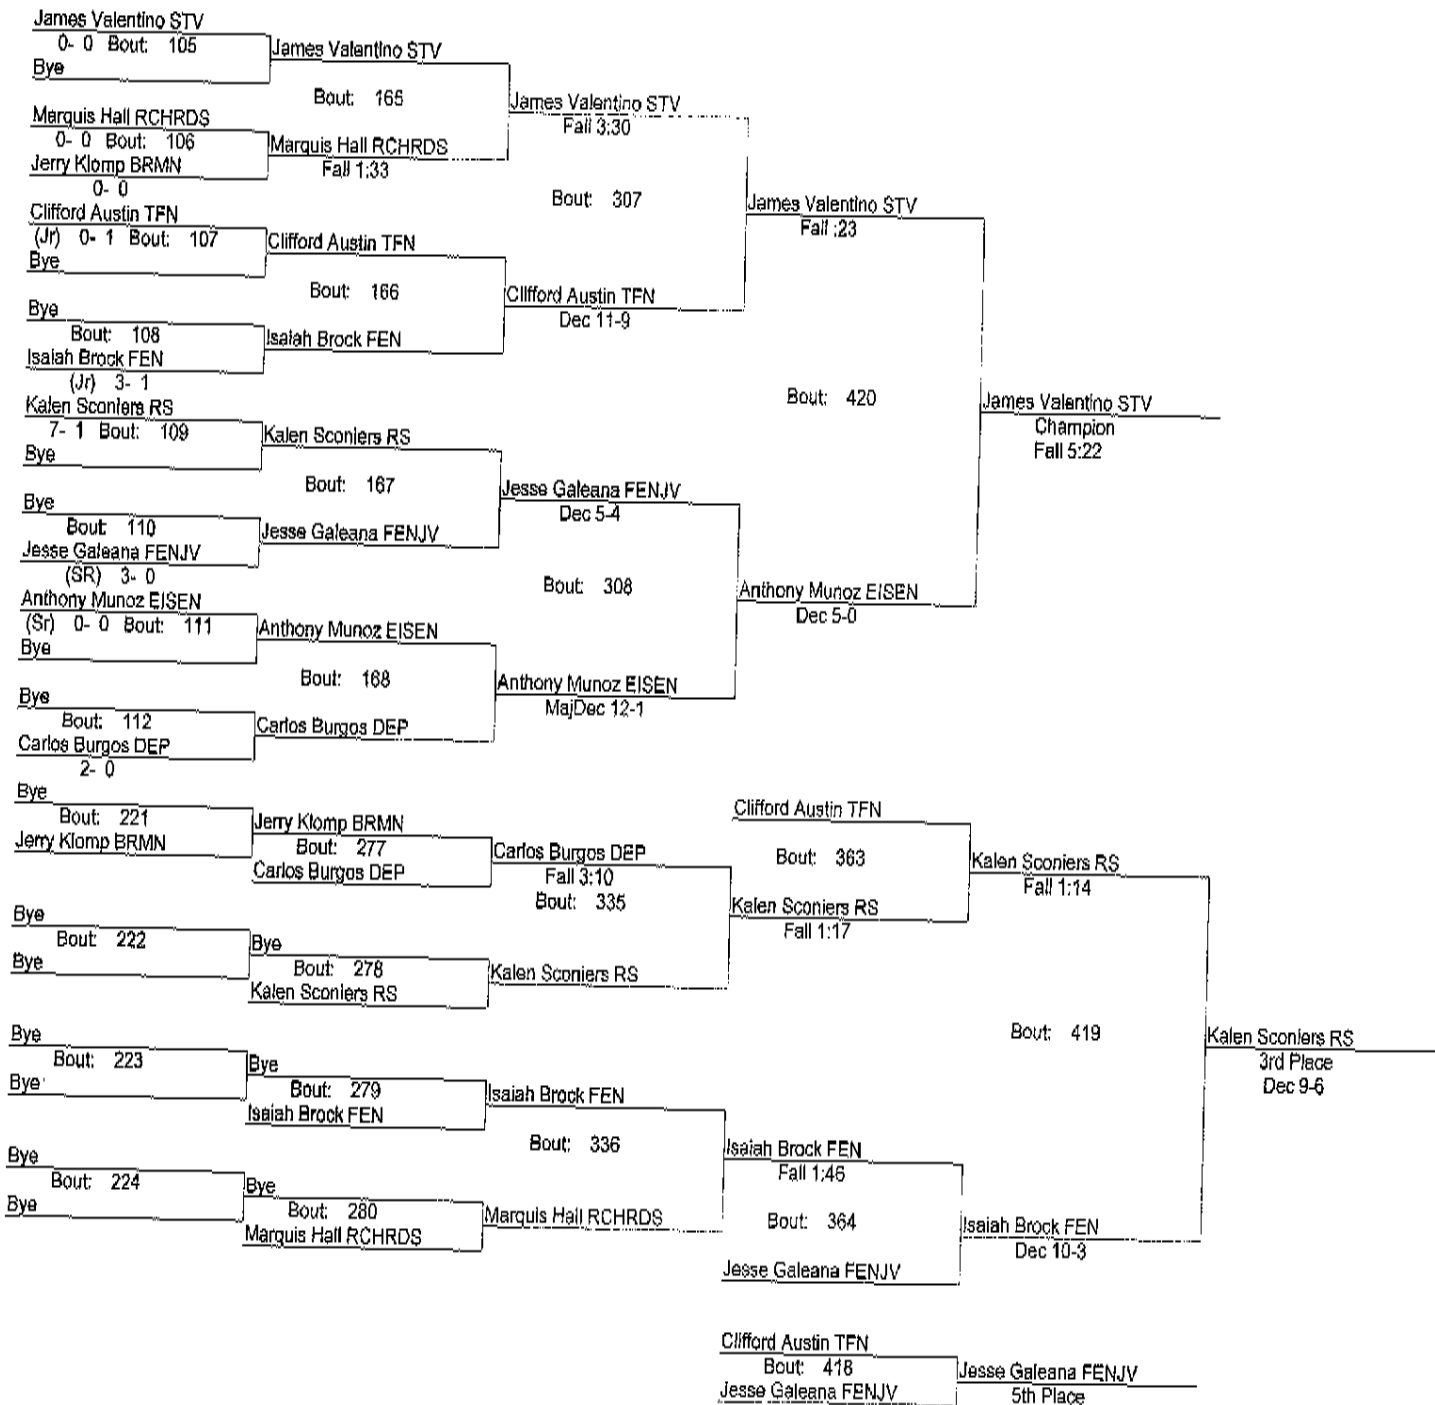 James Valentino STV
0- 0 Bout: 105
Bye
James Valentino STV
Bout: 165
Marquis Hall RCHRDS
0- 0 Bout: 106
Jerry Klomp BRMN
0- 0
Marquis Hall RCHRDS
Fall 1:33
James Valentino STV
Fall 3:30
Bout: 307
Clifford Austin TFN
(Jr) 0- 1 Bout: 107
Bye
Clifford Austin TFN
Bout: 166
Bye
Bout: 108
Isaiah Brock FEN
(Jr) 3- 1
Isaiah Brock FEN
Clifford Austin TFN
Dec 11-9
James Valentino STV
Fall :23
Bout: 420
Kalen Sconiers RS
7- 1 Bout: 109
Bye
Kalen Sconiers RS
Bout: 167
Bye
Bout: 110
Jesse Galeana FENJV
(SR) 3- 0
Jesse Galeana FENJV
Jesse Galeana FENJV
Dec 5-4
Bout: 308
Anthony Munoz EISEN
(Sr) 0- 0 Bout: 111
Bye
Anthony Munoz EISEN
Bout: 168
Bye
Bout: 112
Carlos Burgos DEP
2- 0
Carlos Burgos DEP
Anthony Munoz EISEN
MajDec 12-1
Anthony Munoz EISEN
Dec 5-0
James Valentino STV
Champion
Fall 5:22
Bye
Bout: 221
Jerry Klomp BRMN
Jerry Klomp BRMN
Bout: 277
Carlos Burgos DEP
Carlos Burgos DEP
Fall 3:10
Bout: 335
Bye
Bout: 222
Bye
Bye
Bout: 278
Kalen Sconiers RS
Kalen Sconiers RS
Clifford Austin TFN
Bout: 363
Kalen Sconiers RS
Fall 1:17
Kalen Sconiers RS
Fall 1:14
Bout: 419
Bye
Bout: 223
Bye
Bye
Bout: 279
Isaiah Brock FEN
Isaiah Brock FEN
Bout: 336
Bye
Bout: 224
Bye
Bye
Bout: 280
Marquis Hall RCHRDS
Marquis Hall RCHRDS
Isaiah Brock FEN
Fall 1:46
Bout: 364
Jesse Galeana FENJV
Isaiah Brock FEN
Dec 10-3
Kalen Sconiers RS
3rd Place
Dec 9-6
Clifford Austin TFN
Bout: 418
Jesse Galeana FENJV
Jesse Galeana FENJV
5th Place